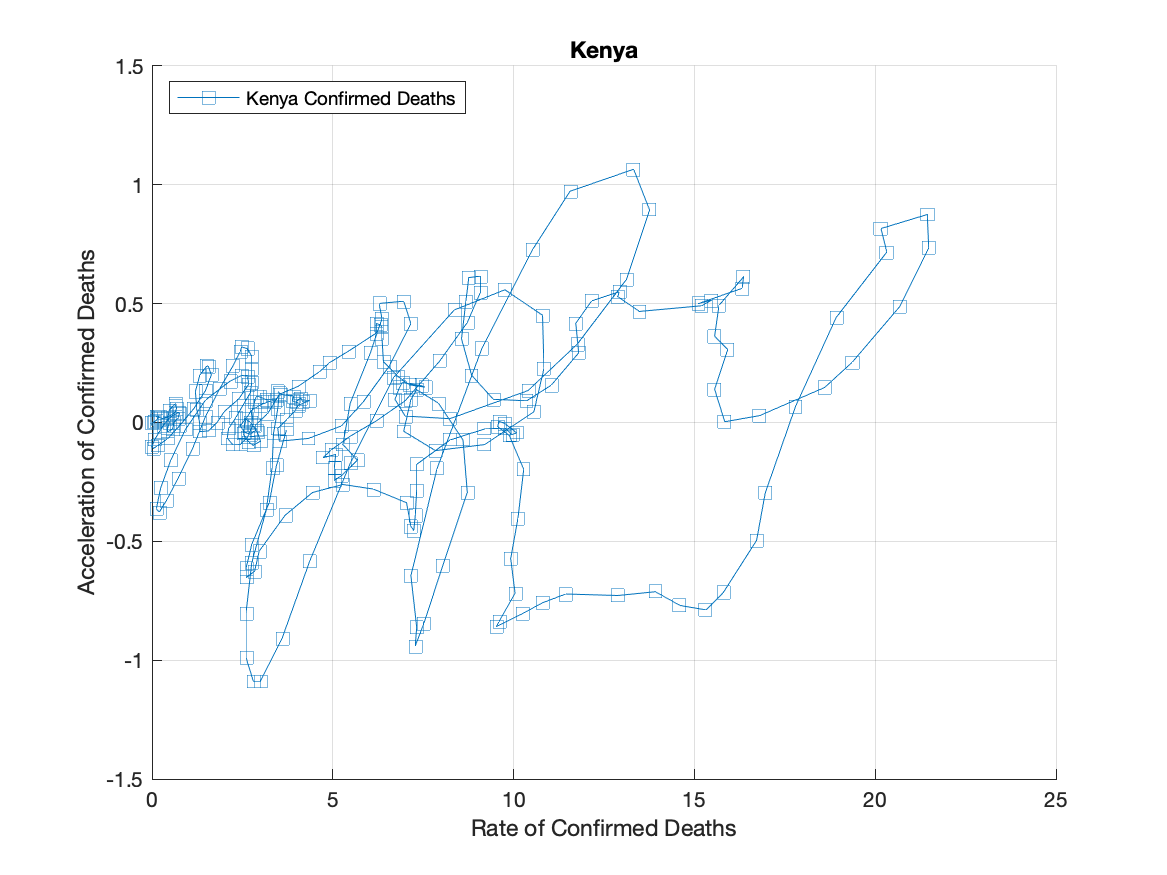 Kenya
1.5
Kenya Confirmed Deaths
1
0.5
0
-0.5
-1
-1.5
Acceleration of Confirmed Deaths
0 5 10 15 20 25
Rate of Confirmed Deaths